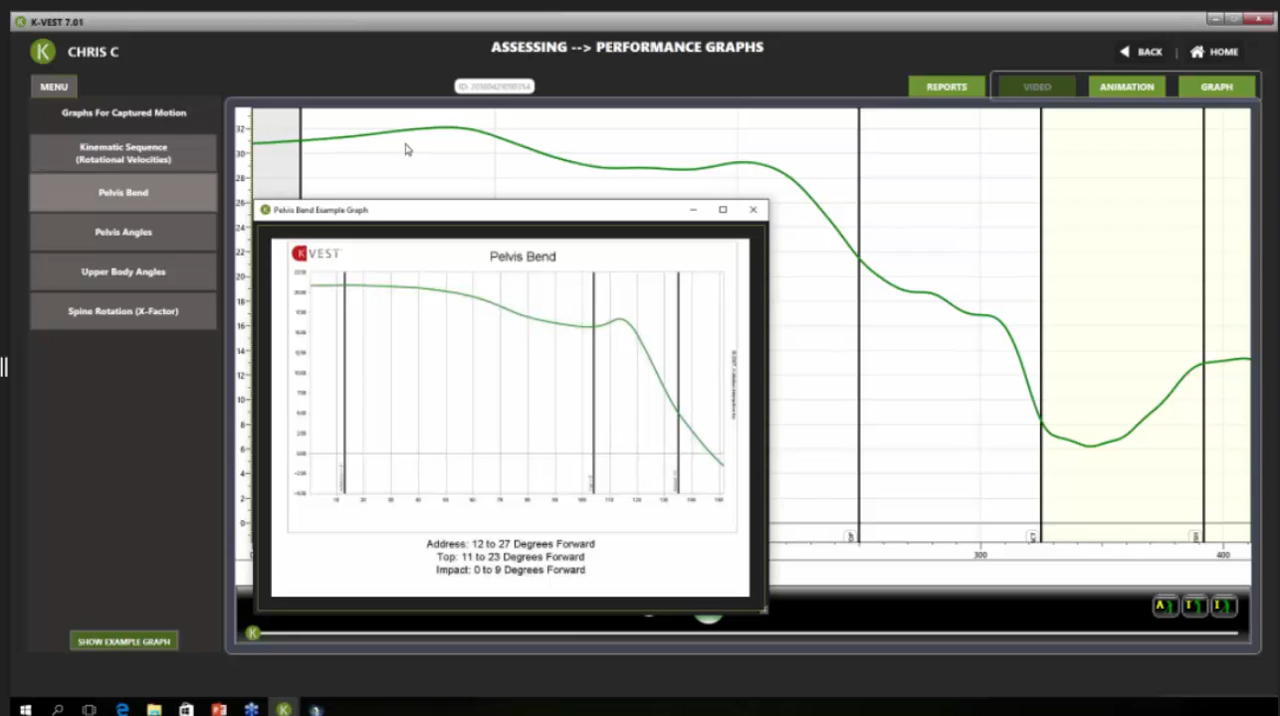 K-VEST 7.01
K
CHRIS C
ASSESSING --> PERFORMANCE GRAPHS
BACK | HOME
MENU
REPORTS
VIDEO
ANIMATION
GRAPH
Graphs For Captured Motion
Kinematic Sequence
(Rotational Velocities)
Pelvis Bend
Pelvis Angles
Upper Body Angles
Spine Rotation (X-Factor)
SHOW EXAMPLE GRAPH
32
30
28
26
24
22
20
18
16
14
12
10
8
6
4
2
0
300
400
Pelvis Bend Example Graph
K VEST
Pelvis Bend
Address: 12 to 27 Degrees Forward
Top: 11 to 23 Degrees Forward
Impact: 0 to 9 Degrees Forward
A
T
I
K